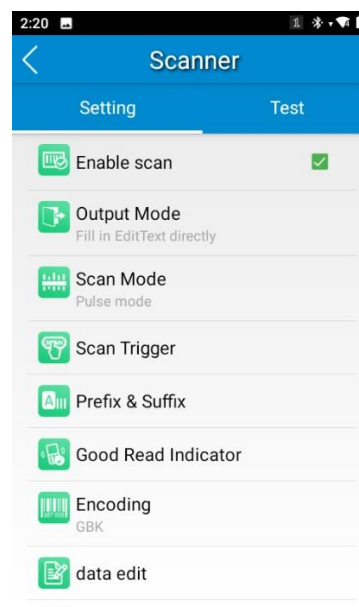 2:20
Scanner
Setting Test
Enable scan
Output Mode
Fill in EditText directly
Scan Mode
Pulse mode
Scan Trigger
Prefix & Suffix
Good Read Indicator
Encoding
GBK
data edit